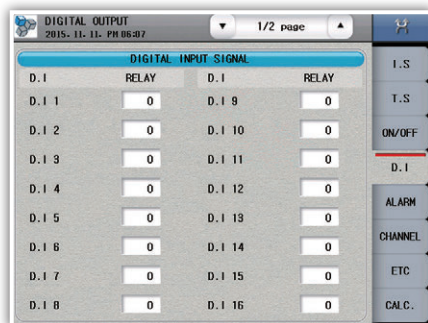 DIGITAL OUTPUT
2015. 11. 11. PM 06:07
▼ 1/2 page ▲
DIGITAL INPUT SIGNAL
D.I RELAY D.I RELAY
D.I 1 0 D.I 9 0
D.I 2 0 D.I 10 0
D.I 3 0 D.I 11 0
D.I 4 0 D.I 12 0
D.I 5 0 D.I 13 0
D.I 6 0 D.I 14 0
D.I 7 0 D.I 15 0
D.I 8 0 D.I 16 0
I.S
T.S
ON/OFF
D.I
ALARM
CHANNEL
ETC
CALC.